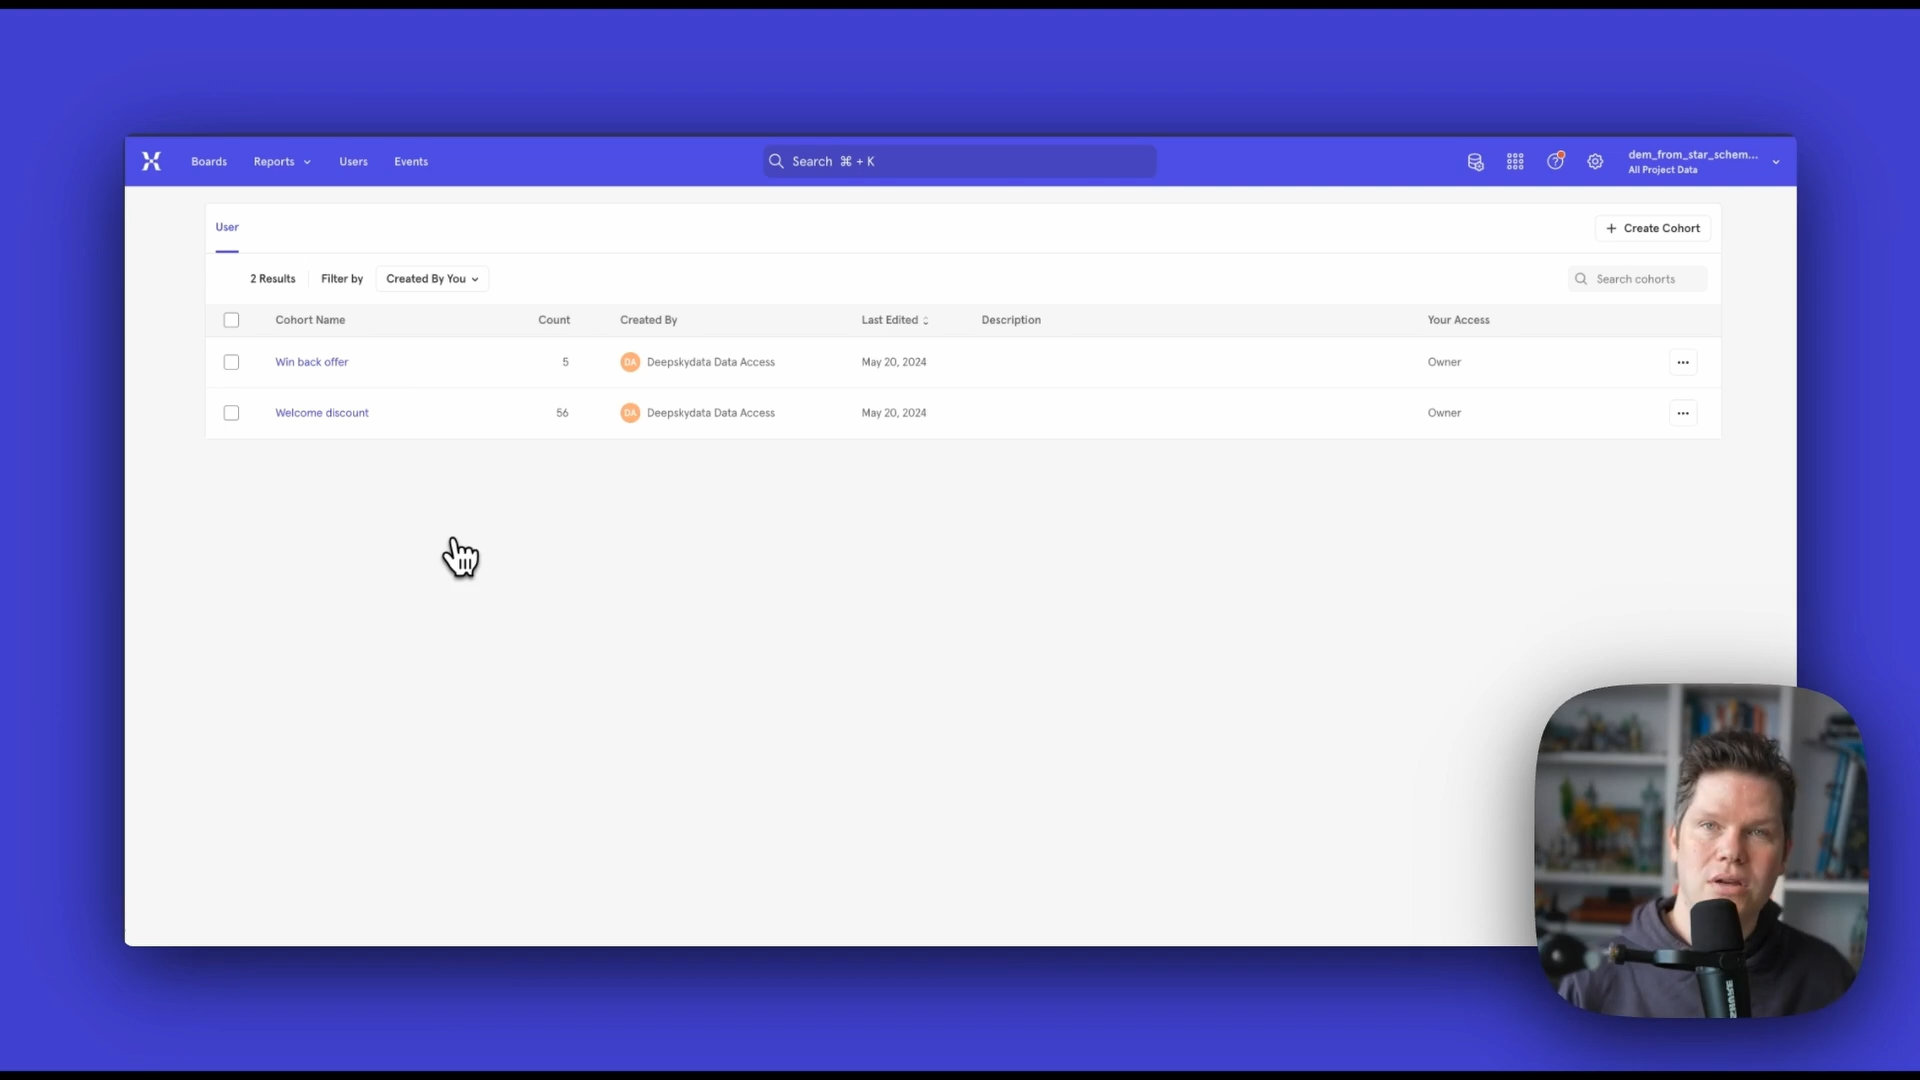 Boards Reports Users Events Search ⌘ + K dem_from_star_schem...
All Project Data
User + Create Cohort
2 Results Filter by Created By You Search cohorts
Cohort Name Count Created By Last Edited Description Your Access
Win back offer 5 DA Deepskydata Data Access May 20, 2024 Owner
Welcome discount 56 DA Deepskydata Data Access May 20, 2024 Owner
SHURE